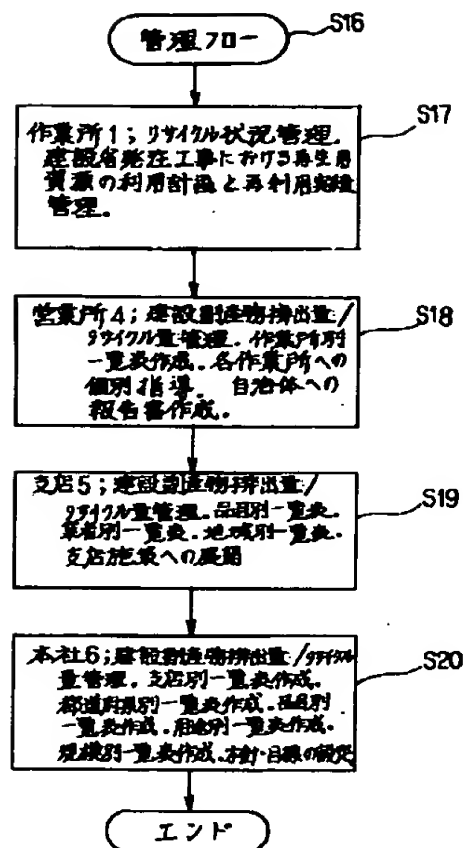 管理フロー
S16
S17
作業所1;リサイクル状況管理.
建設省発注工事における再生用
資源の利用計画と再利用実績
管理.
S18
営業所4;建設副産物排出量/
リサイクル量管理.作業所別
一覧表作成.各作業所への
個別指導. 自治体への
報告書作成.
S19
支店5;建設副産物排出量/
リサイクル量管理.品目別一覧表.
業者別一覧表.地域別一覧表.
支店施策への展開
S20
本社6;建設副産物排出量/リサイクル
量管理.支店別一覧表作成.
都道府県別一覧表作成.品目別
一覧表作成.用途別一覧表作成.
規模別一覧表作成.方針・目標の
エンド